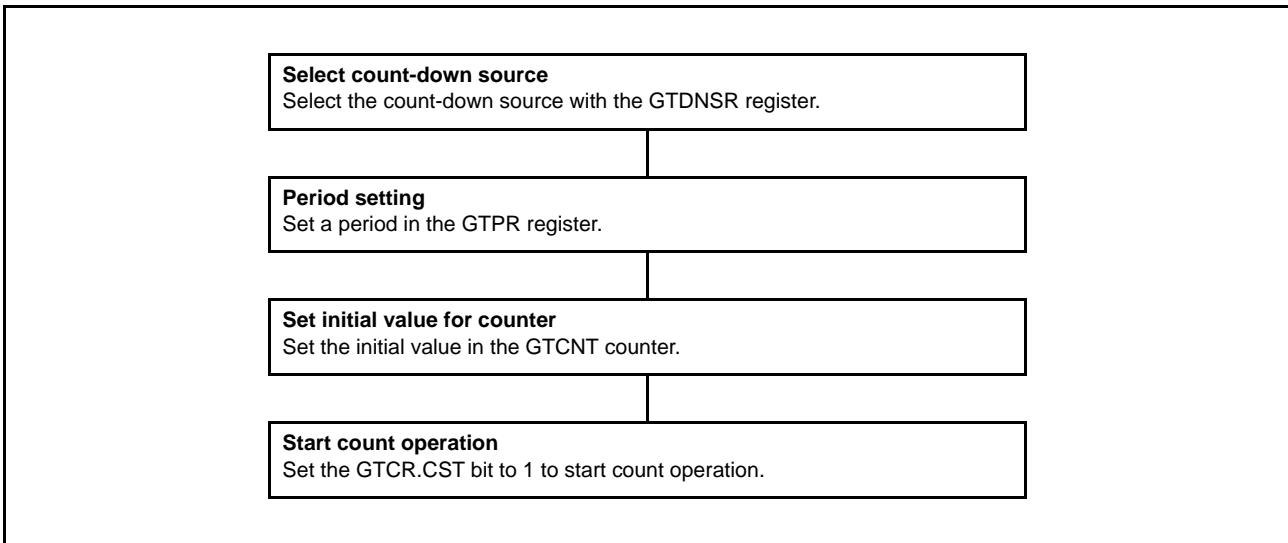 Select count-down source
Select the count-down source with the GTDNSR register.
Period setting
Set a period in the GTPR register.
Set initial value for counter
Set the initial value in the GTCNT counter.
Start count operation
Set the GTCR.CST bit to 1 to start count operation.